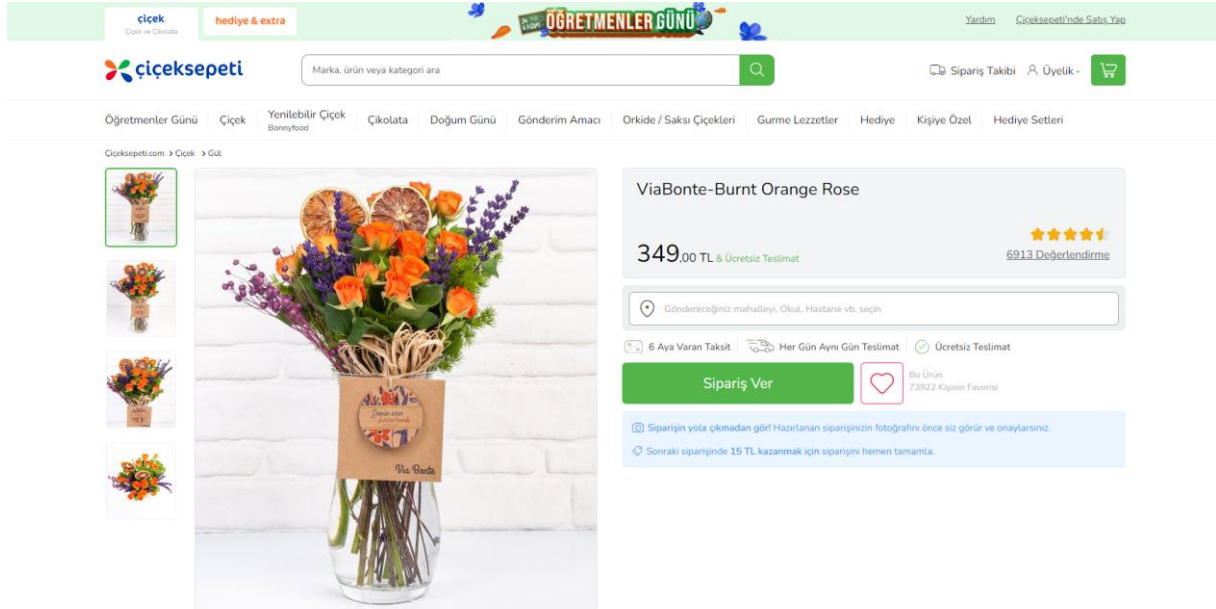 çiçek
Çiçek ve Çikolata
hediye & extra
24 KASIM
ÖĞRETMENLER GÜNÜ
Yardım
Çiçeksepeti'nde Satış Yap
çiçeksepeti
Marka, ürün veya kategori ara
Sipariş Takibi
Üyelik
Öğretmenler Günü
Çiçek
Yenilebilir Çiçek
Bonnyfood
Çikolata
Doğum Günü
Gönderim Amacı
Orkide / Saksı Çiçekleri
Gurme Lezzetler
Hediye
Kişiye Özel
Hediye Setleri
Çiçeksepeti.com > Çiçek > Gül
ViaBonte-Burnt Orange Rose
349,00 TL & Ücretsiz Teslimat
6913 Değerlendirme
Göndereceğiniz mahalleyi, Okul, Hastane vb. seçin
6 Aya Varan Taksit
Her Gün Aynı Gün Teslimat
Ücretsiz Teslimat
Sipariş Ver
Bu Ürün
73922 Kişinin Favorisi
Siparişin yola çıkmadan gör! Hazırlanan siparişinizin fotoğrafını önce siz görür ve onaylarsınız.
Sonraki siparişinde 15 TL kazanmak için siparişini hemen tamamla.
Via Bonte